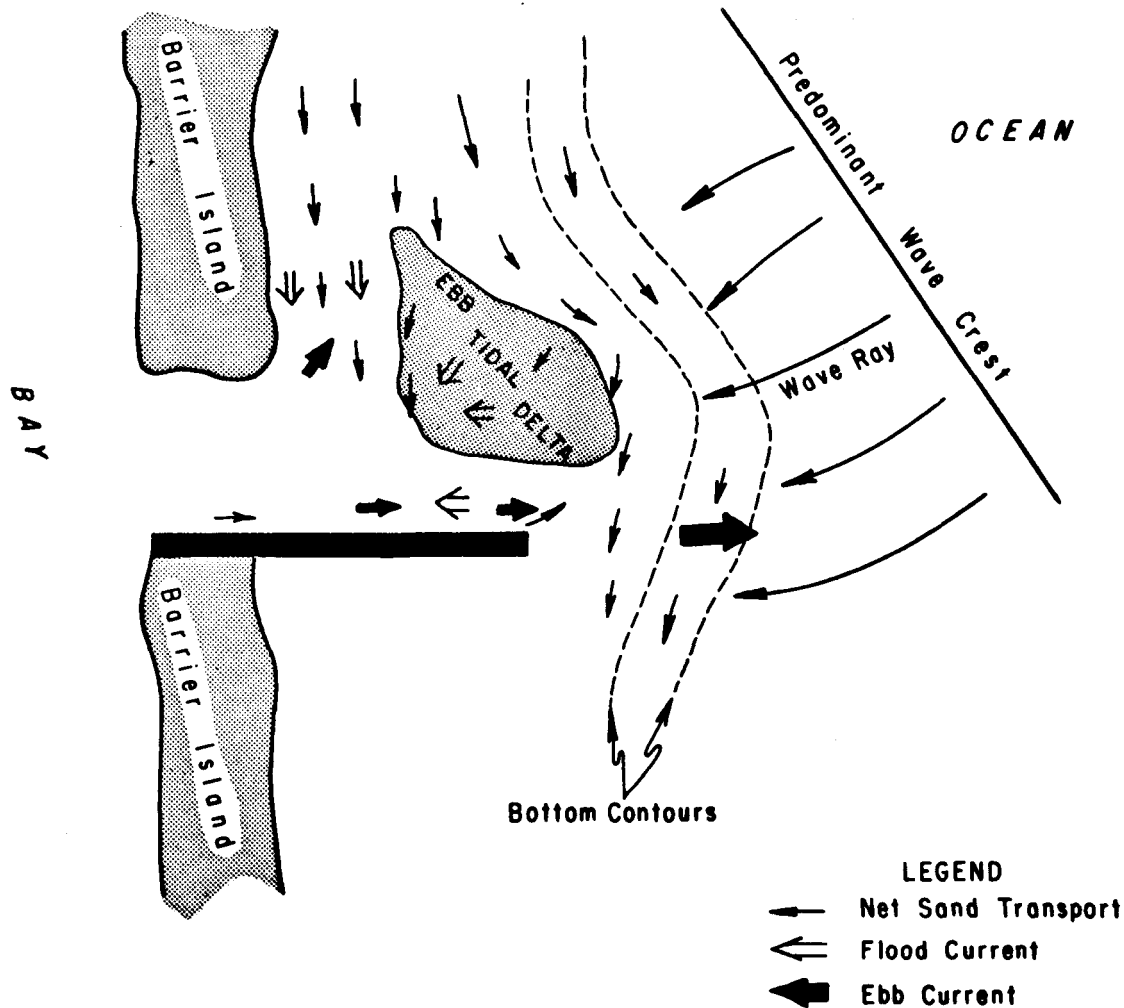 Barrier Island
Predominant Wave Crest
OCEAN
EBB
TIDAL
DELTA
Wave Ray
BAY
Barrier Island
Bottom Contours
LEGEND
Net Sand Transport
Flood Current
Ebb Current